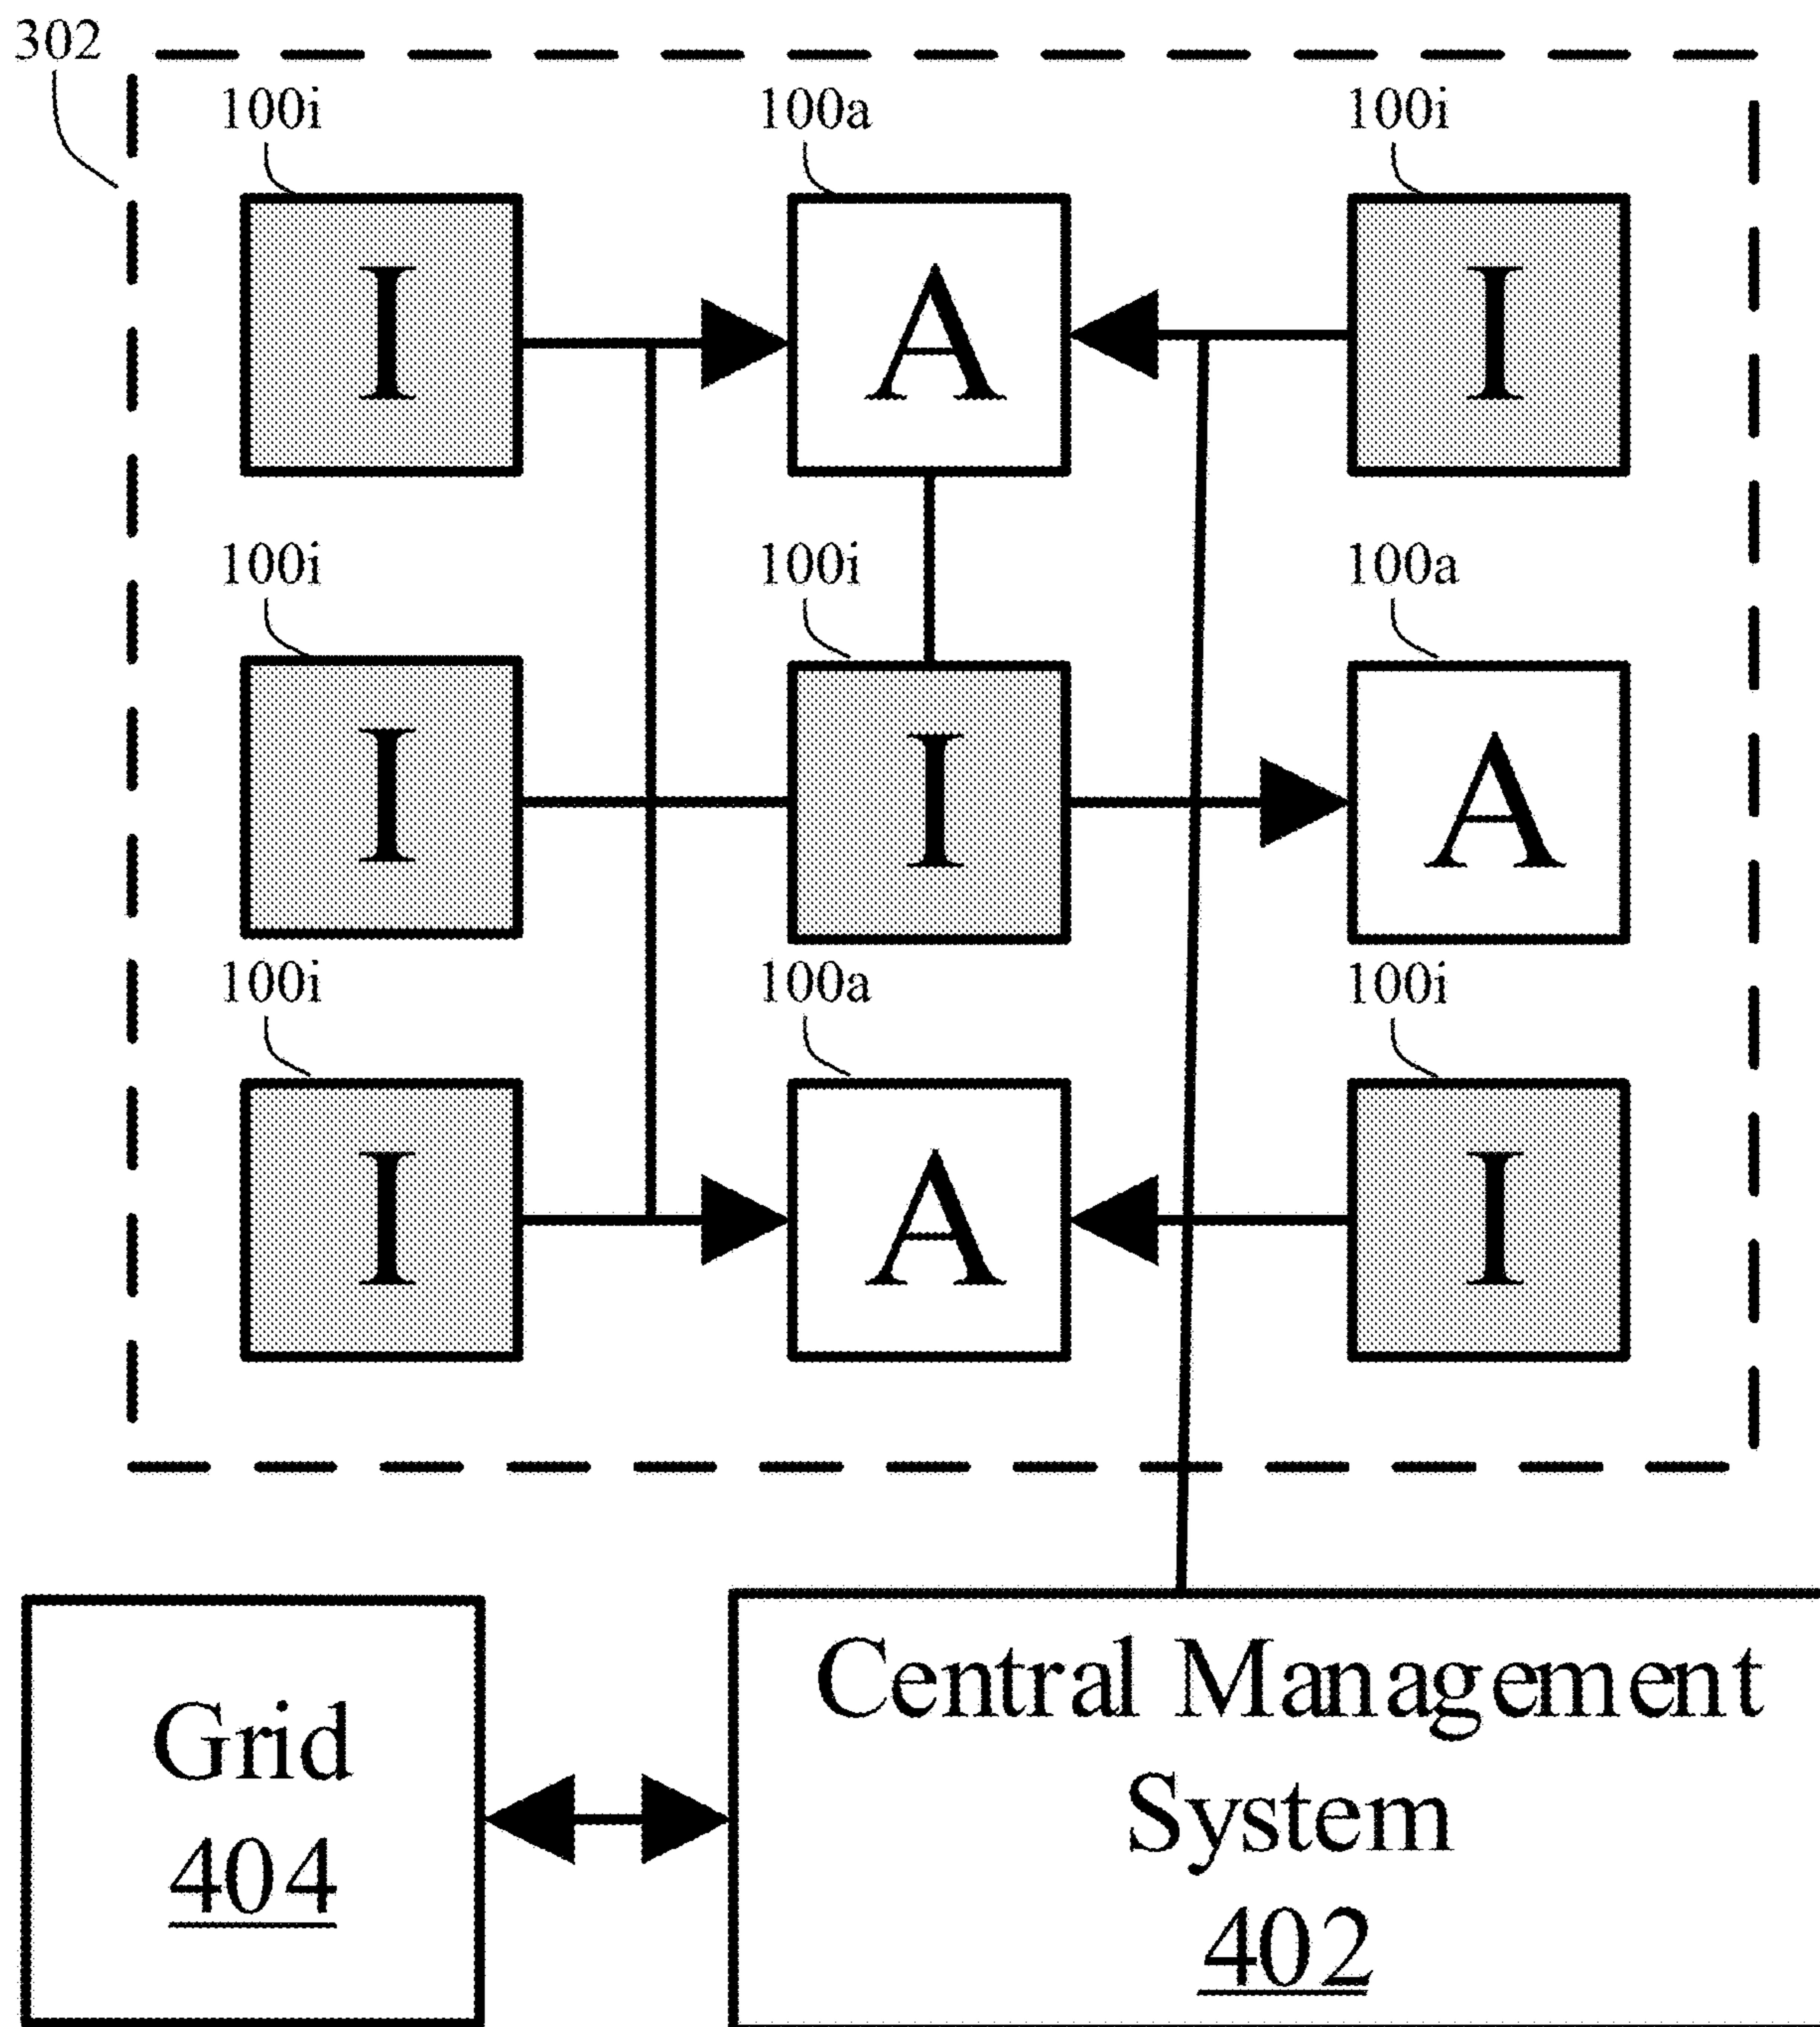 302
100i 100a 100i
I A I
100i 100i 100a
I I A
100i 100a 100i
I A I
Grid
404
Central Management
System
402